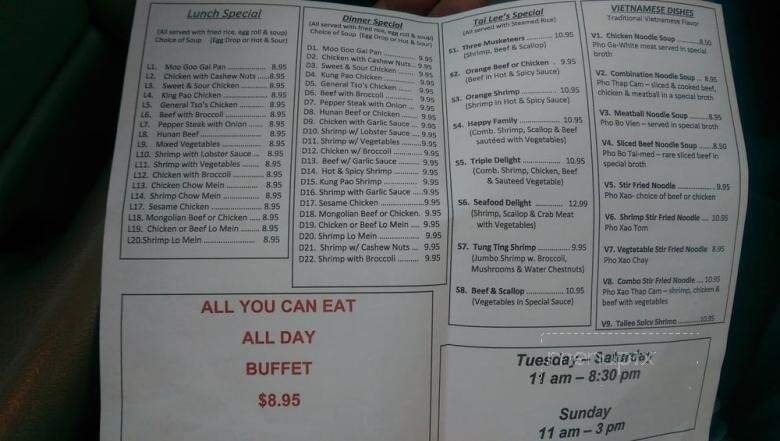 Lunch Special
(All served with fried rice, egg roll & soup)
Choice of Soup (Egg Drop or Hot & Sour)
L1. Moo Goo Gai Pan 8.95
L2. Chicken with Cashew Nuts 8.95
L3. Sweet & Sour Chicken 8.95
L4. King Pao Chicken 8.95
L5. General Tso's Chicken 8.95
L6. Beef with Broccoli 8.95
L7. Pepper Steak with Onion 8.95
L8. Hunan Beef 8.95
L9. Mixed Vegetables 8.95
L10. Shrimp with Lobster Sauce 8.95
L11. Shrimp with Vegetables 8.95
L12. Chicken with Broccoli 8.95
L13. Chicken Chow Mein 8.95
L14. Shrimp Chow Mein 8.95
L17. Sesame Chicken 8.95
L18. Mongolian Beef or Chicken 8.95
L19. Chicken or Beef Lo Mein 8.95
L20.Shrimp Lo Mein 8.95
Dinner Special
(All served with fried rice, egg roll & soup)
Choice of Soup (Egg Drop or Hot & Sour)
D1. Moo Goo Gai Pan 9.95
D2. Chicken with Cashew Nuts 9.95
D3. Sweet & Sour Chicken 9.95
D4. Kung Pao Chicken 9.95
D5. General Tso's Chicken 9.95
D6. Beef with Broccoli 9.95
D7. Pepper Steak with Onion 9.95
D8. Hunan Beef or Chicken 9.95
D9. Chicken with Garlic Sauce 9.95
D10. Shrimp w/ Lobster Sauce 9.95
D11. Shrimp w/ Vegetables 9.95
D12. Chicken w/ Broccoli 9.95
D13. Beef w/ Garlic Sauce 9.95
D14. Hot & Spicy Shrimp 9.95
D15. Kung Pao Shrimp 9.95
D16. Shrimp with Garlic Sauce 9.95
D17. Sesame Chicken 9.95
D18. Mongolian Beef or Chicken. 9.95
D19. Chicken or Beef Lo Mein 9.95
D20. Shrimp Lo Mein 9.95
D21. Shrimp w/ Cashew Nuts 9.95
D22. Shrimp with Broccoli 9.95
Tai Lee's Special
(All served with Steamed Rice)
S1. Three Musketeers 10.95
(Shrimp, Beef & Scallop)
S2. Orange Beef or Chicken 9.95
(Beef in Hot & Spicy Sauce)
S3. Orange Shrimp 10.95
(Shrimp in Hot & Spicy Sauce)
S4. Happy Family 10.95
(Comb. Shrimp, Scallop & Beef
sautéed with Vegetables)
S5. Triple Delight 10.95
(Comb. Shrimp, Chicken, Beef
& Sauteed Vegetable)
S6. Seafood Delight 12.99
(Shrimp, Scallop & Crab Meat
with Vegetables)
S7. Tung Ting Shrimp 9.95
(Jumbo Shrimp w. Broccoli,
Mushrooms & Water Chestnuts)
S8. Beef & Scallop 10.95
(Vegetables in Special Sauce)
VIETNAMESE DISHES
Traditional Vietnamese Flavor
V1. Chicken Noodle Soup 8.50
Pho Ga-White meat served in special
broth
V2. Combination Noodle Soup 8.95
Pho Thap Cam – sliced & cooked beef,
chicken & meatball in a special
broth
V3. Meatball Noodle Soup 8.95
Pho Bo Vien – served in special broth
V4. Sliced Beef Noodle Soup 8.50
Pho Bo Tai-med – rare sliced beef in
special broth
V5. Stir Fried Noodle 9.95
Pho Xao- choice of beef or chicken
V6. Shrimp Stir Fried Noodle 10.95
Pho Xao Tom
V7. Vegtetable Stir Fried Noodle 8.95
Pho Xao Chay
V8. Combo Stir Fried Noodle 10.95
Pho Xao Thap Cam – shrimp, chicken &
beef with vegetables
V9. Tailee Spicy Shrimp 10.95
ALL YOU CAN EAT
ALL DAY
BUFFET
$8.95
Tuesday – Saturday
11 am – 8:30 pm
Sunday
11 am – 3 pm